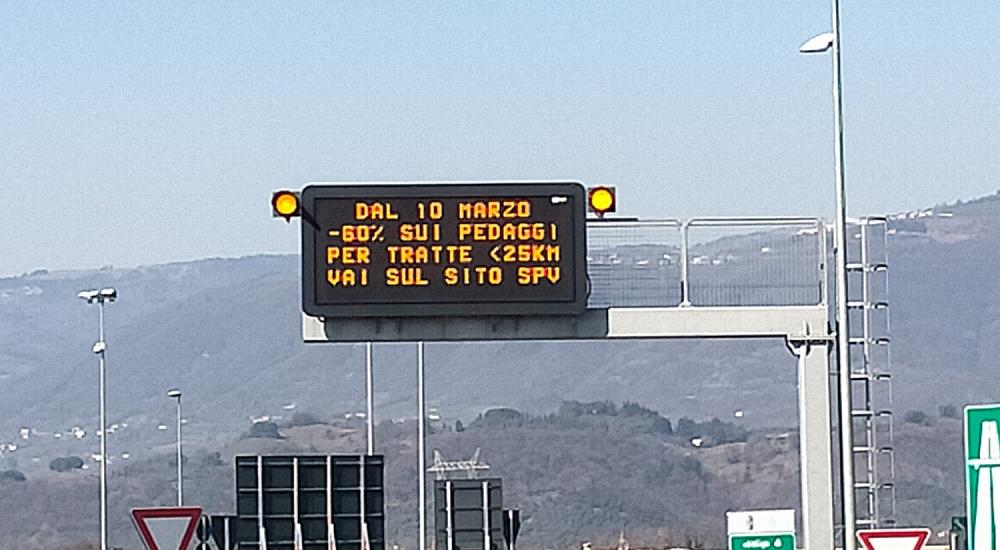 DAL 10 MARZO
-60% SUI PEDAGGI
PER TRATTE <25KM
VAI SUL SITO SPV